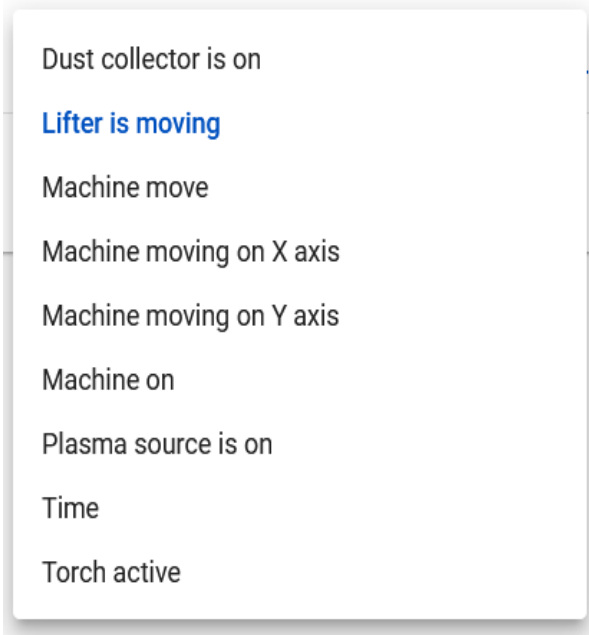 Dust collector is on
Lifter is moving
Machine move
Machine moving on X axis
Machine moving on Y axis
Machine on
Plasma source is on
Time
Torch active